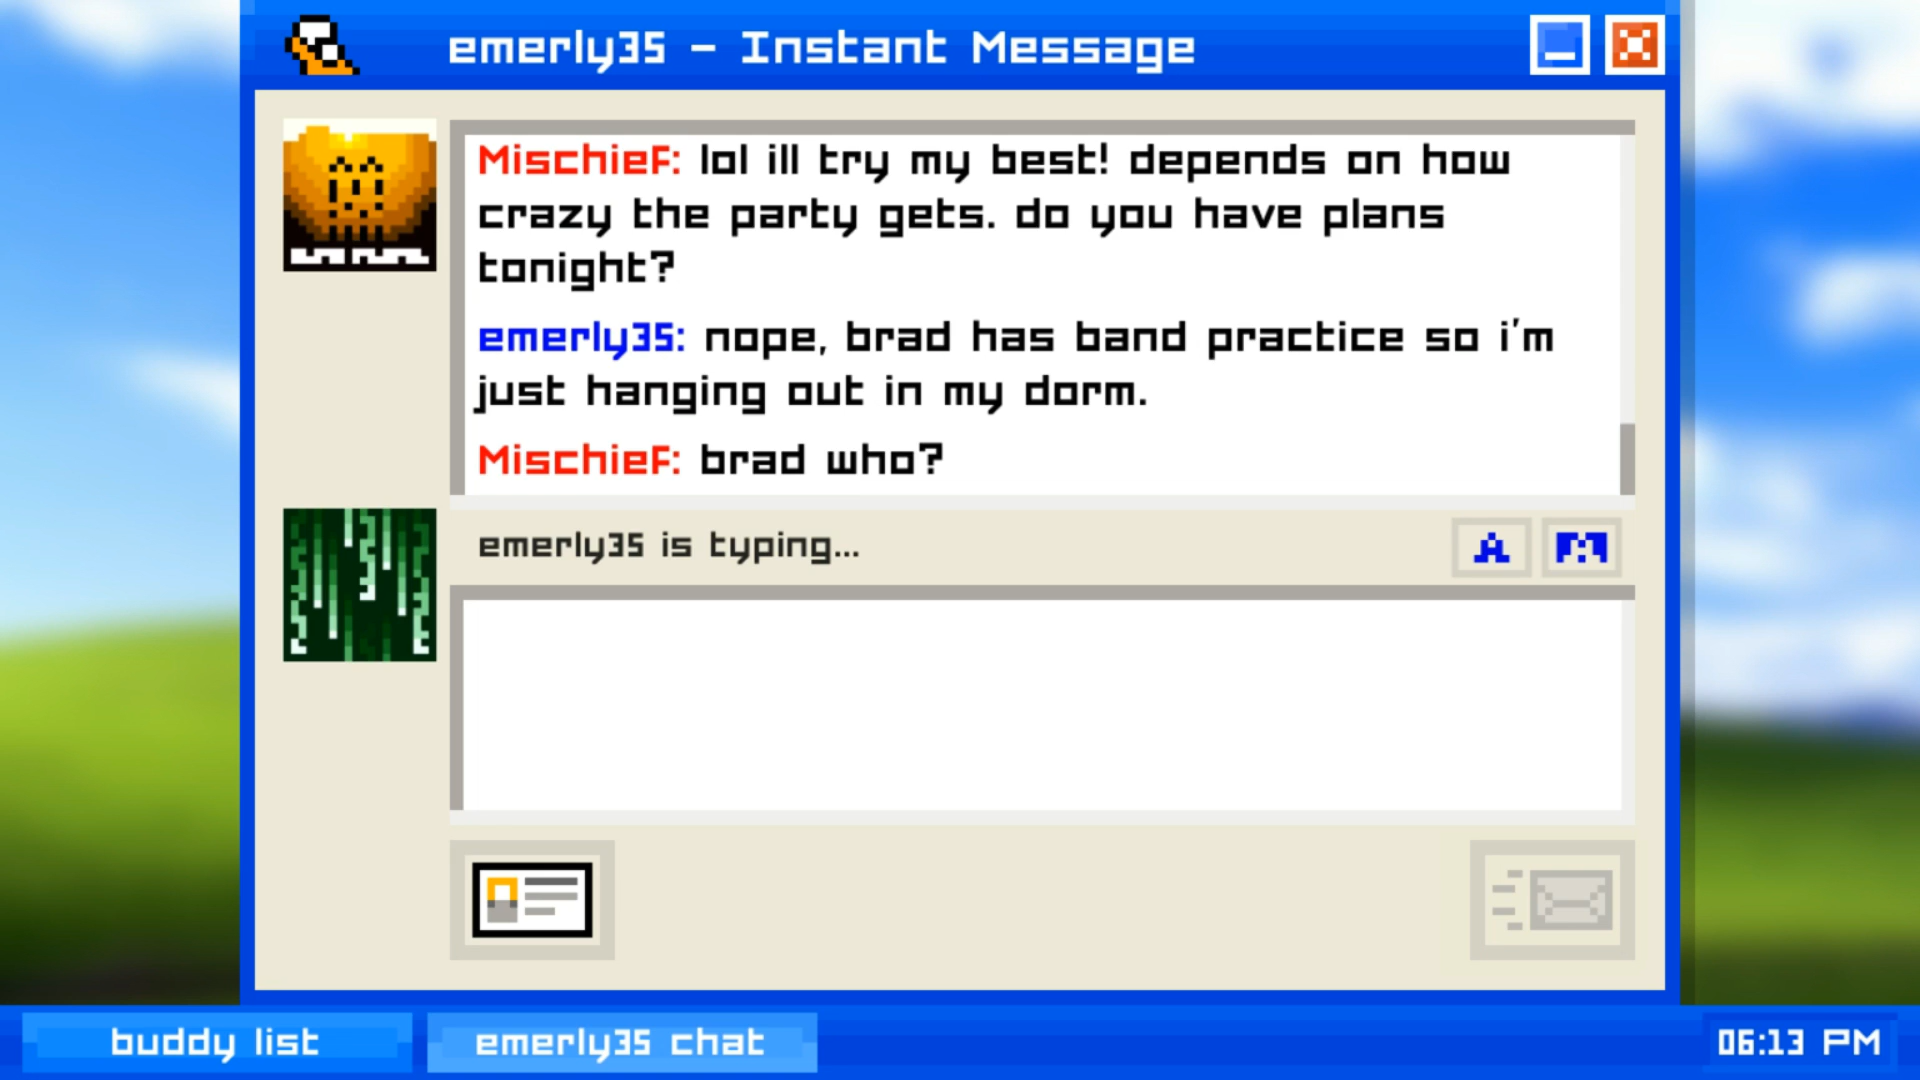 emerly35 - Instant Message
Mischief: lol ill try my best! depends on how
crazy the party gets. do you have plans
tonight?
emerly35: nope, brad has band practice so i'm
just hanging out in my dorm.
Mischief: brad who?
emerly35 is typing...
A M
buddy list
emerly35 chat
06:13 PM